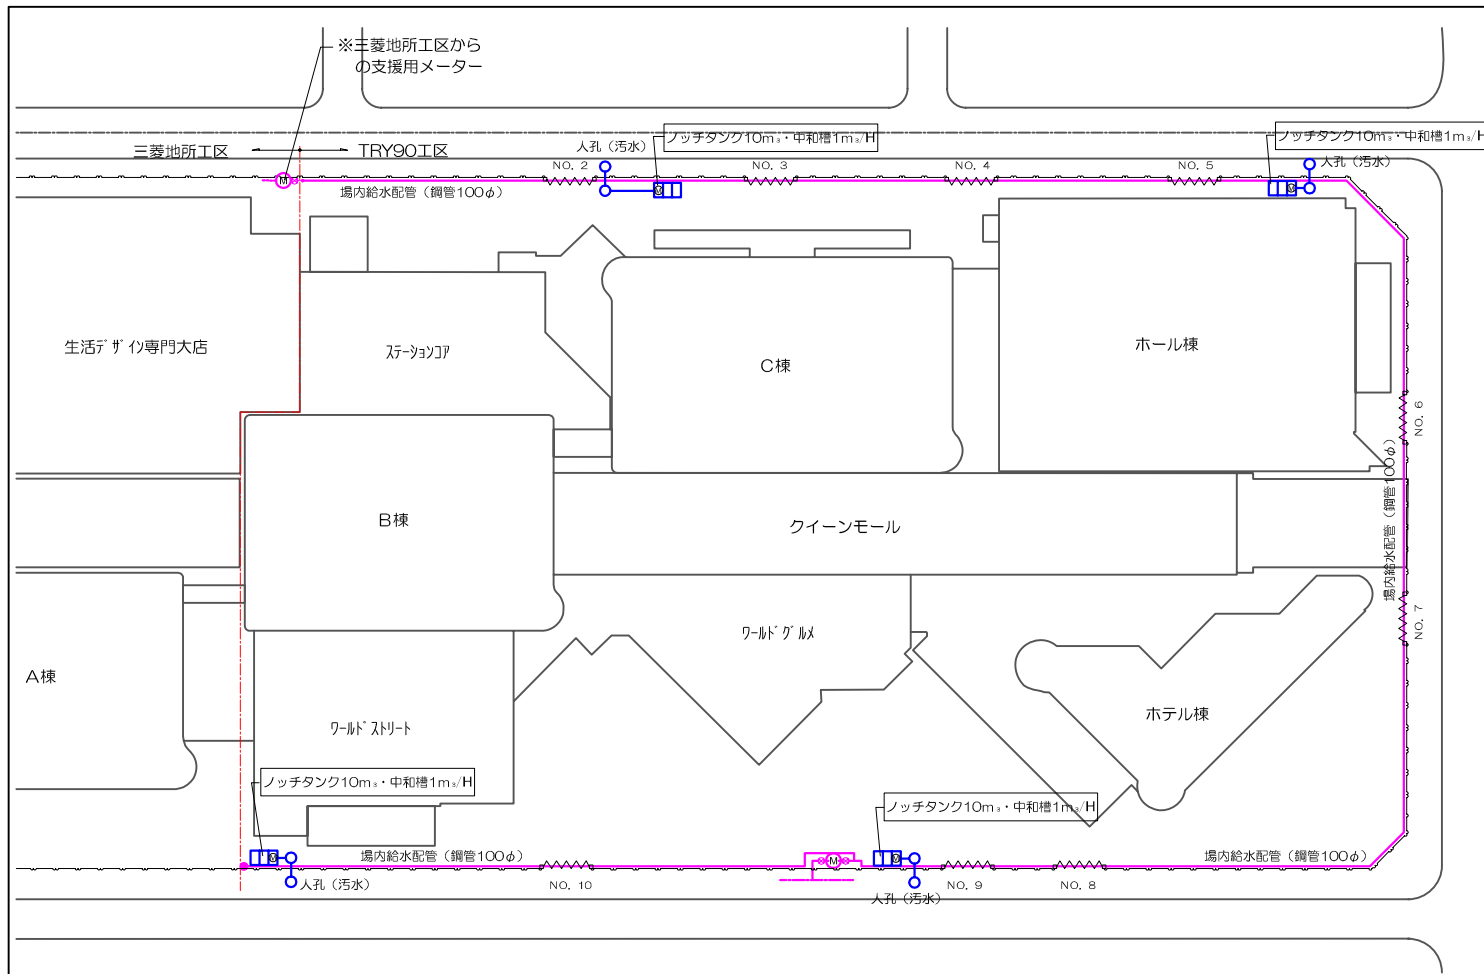 ※三菱地所工区から
の支援用メーター
三菱地所工区
TRY90工区
人孔（汚水）
ノッチタンク10m3・中和槽1m3/H
ノッチタンク10m3・中和槽1m3/H
人孔（汚水）
NO. 2
NO. 3
NO. 4
NO. 5
M
場内給水配管（鋼管100φ）
M
M
生活ﾃﾞｻﾞｲﾝ専門大店
ｽﾃｰｼｮﾝｺｱ
C棟
ホール棟
NO. 6
場内給水配管（鋼管100φ）
B棟
クイーンモール
NO. 7
ﾜｰﾙﾄﾞｸﾞﾙﾒ
A棟
ﾜｰﾙﾄﾞｽﾄﾘｰﾄ
ホテル棟
ノッチタンク10m3・中和槽1m3/H
ノッチタンク10m3・中和槽1m3/H
M
場内給水配管（鋼管100φ）
M
M
場内給水配管（鋼管100φ）
人孔（汚水）
NO. 10
人孔（汚水）
NO. 9
NO. 8